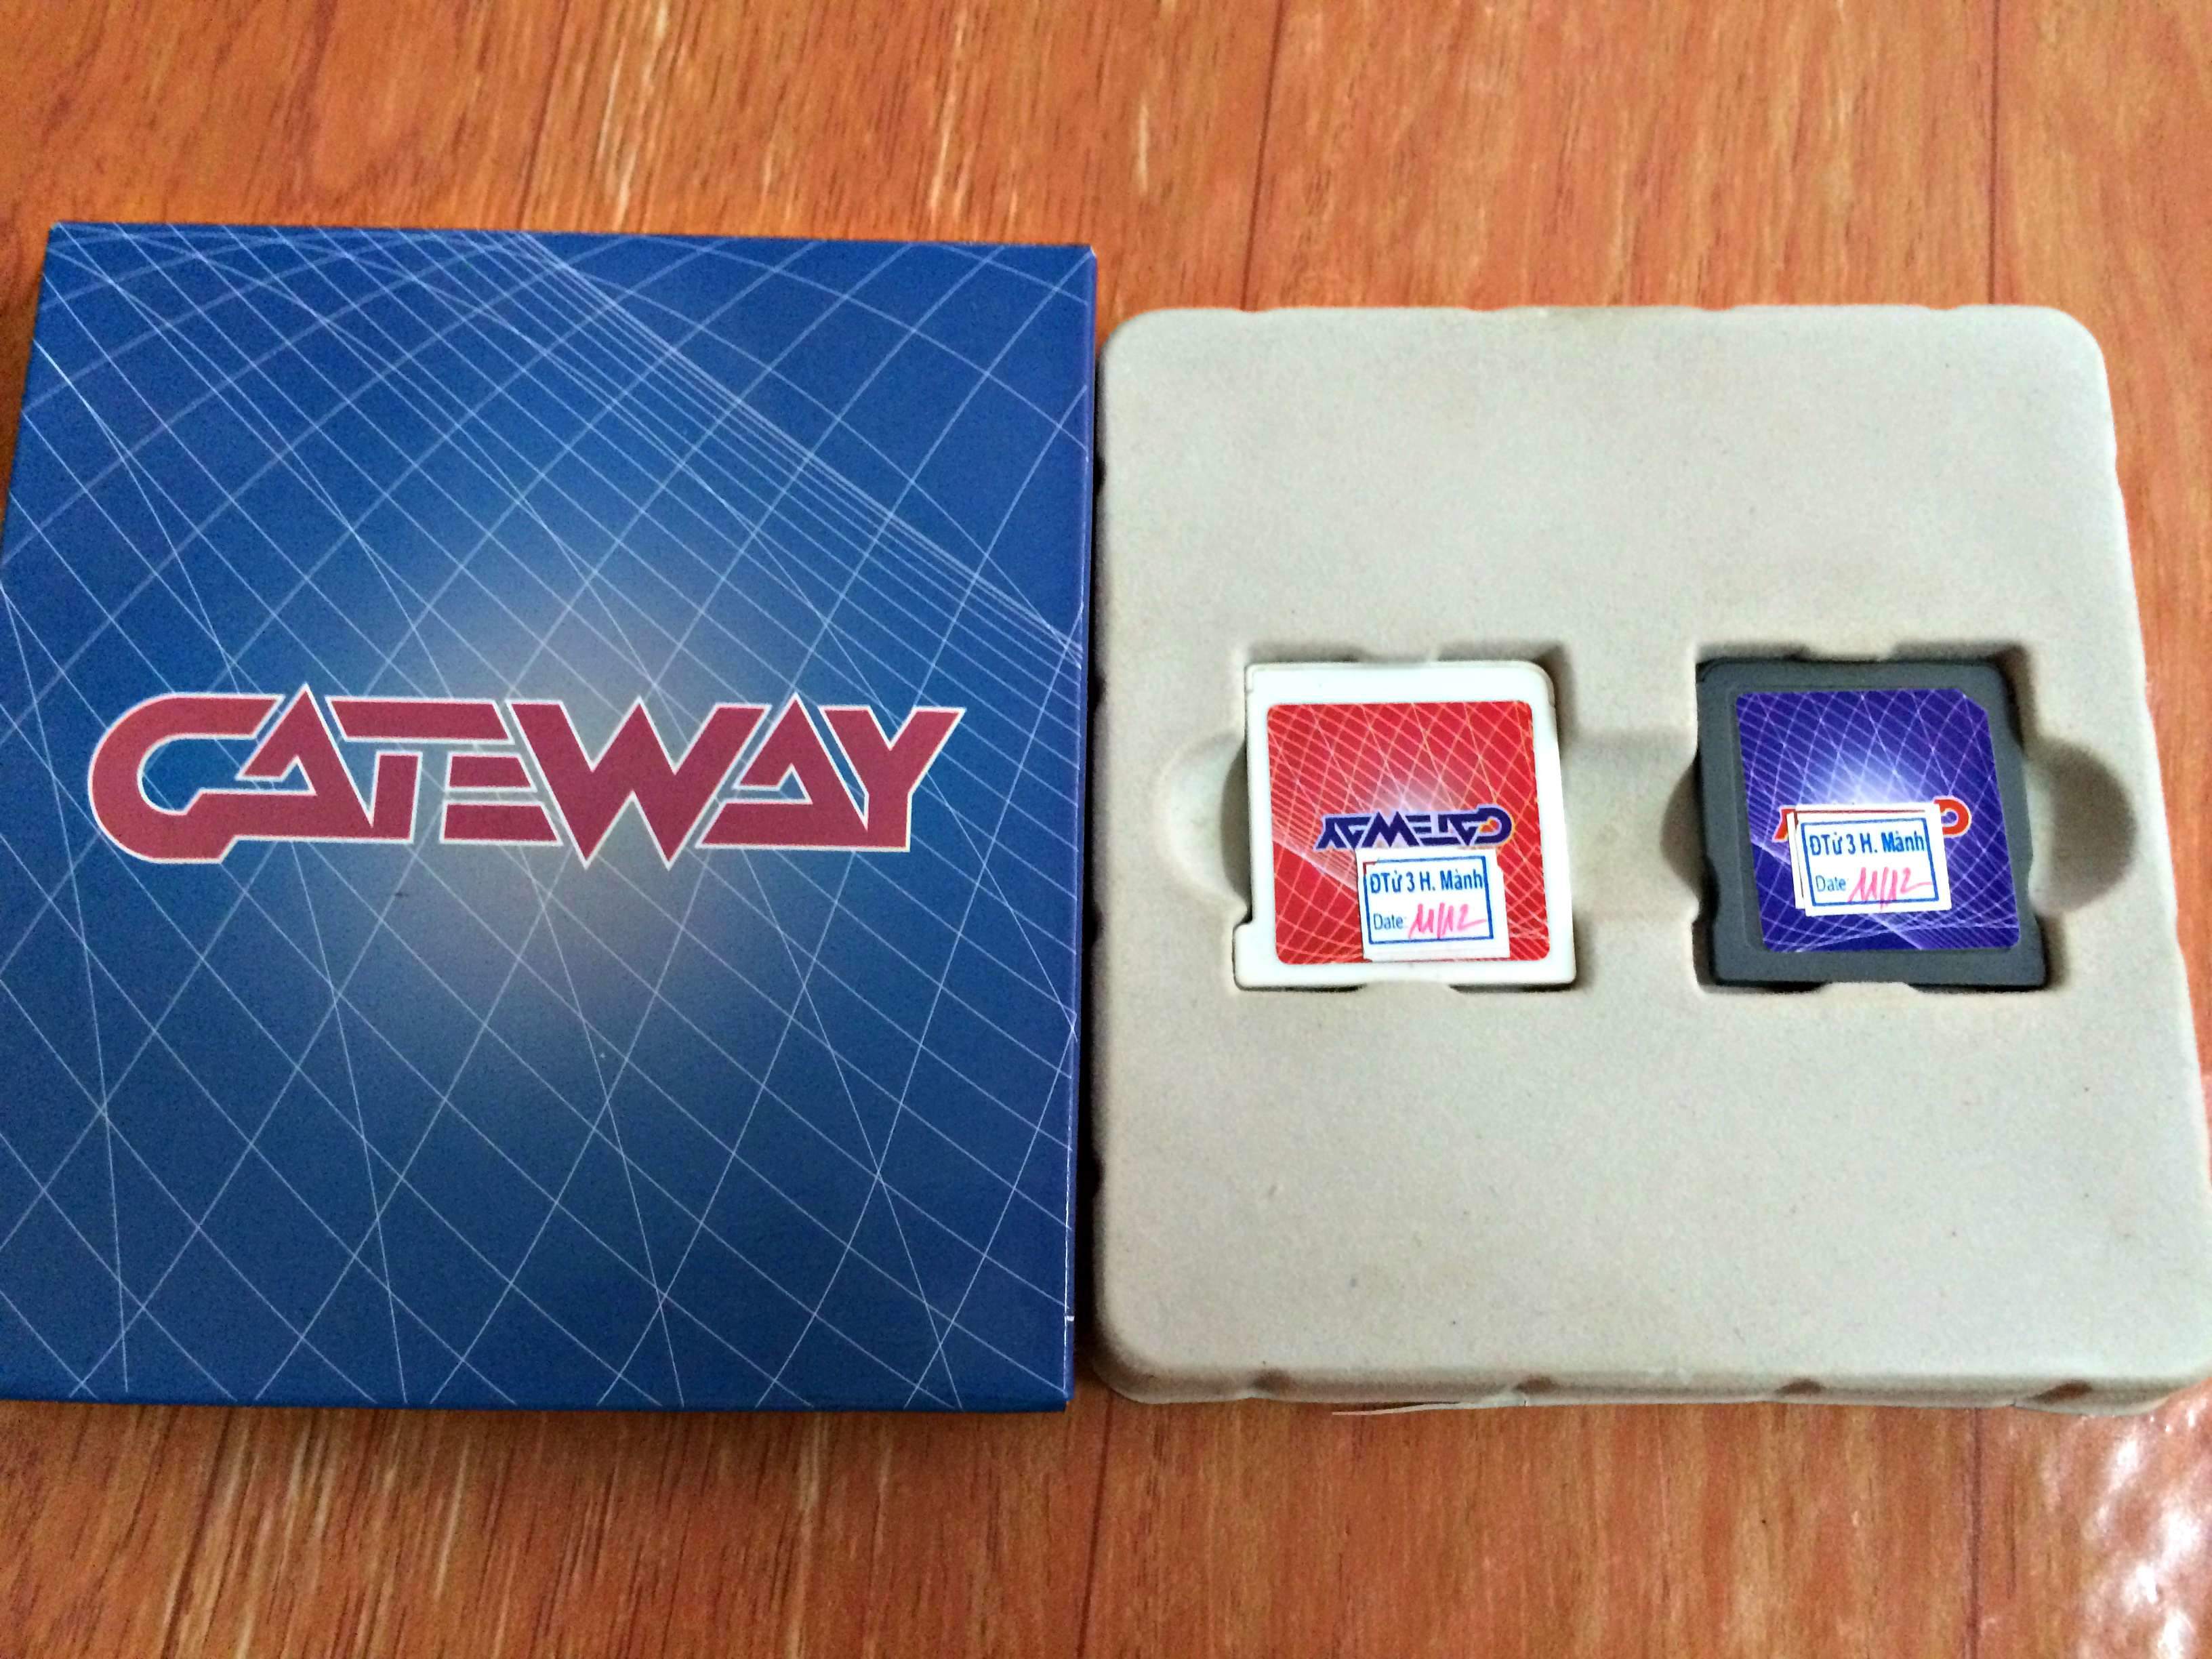 GATEWAY
GATEWAY
ĐTử 3 H. Mành
Date: 11/12
ĐTử 3 H. Mành
Date 11/12